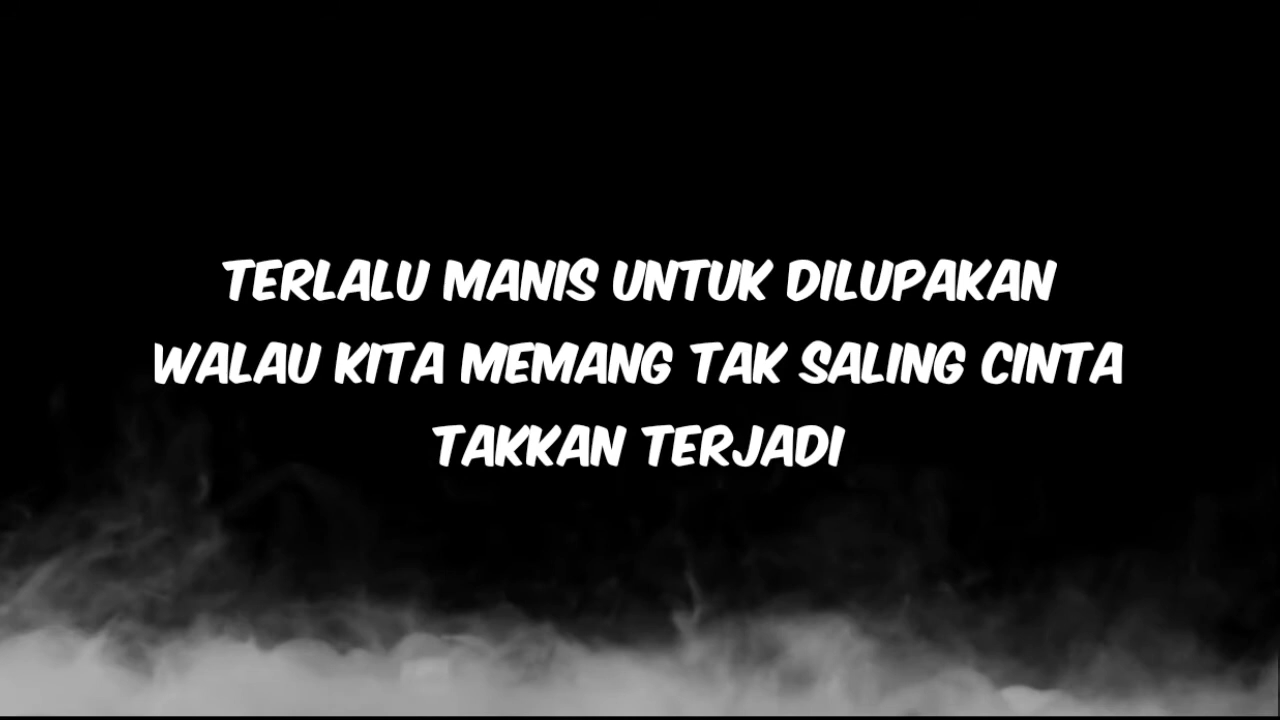 TERLALU MANIS UNTUK DILUPAKAN
WALAU KITA MEMANG TAK SALING CINTA
TAKKAN TERJADI